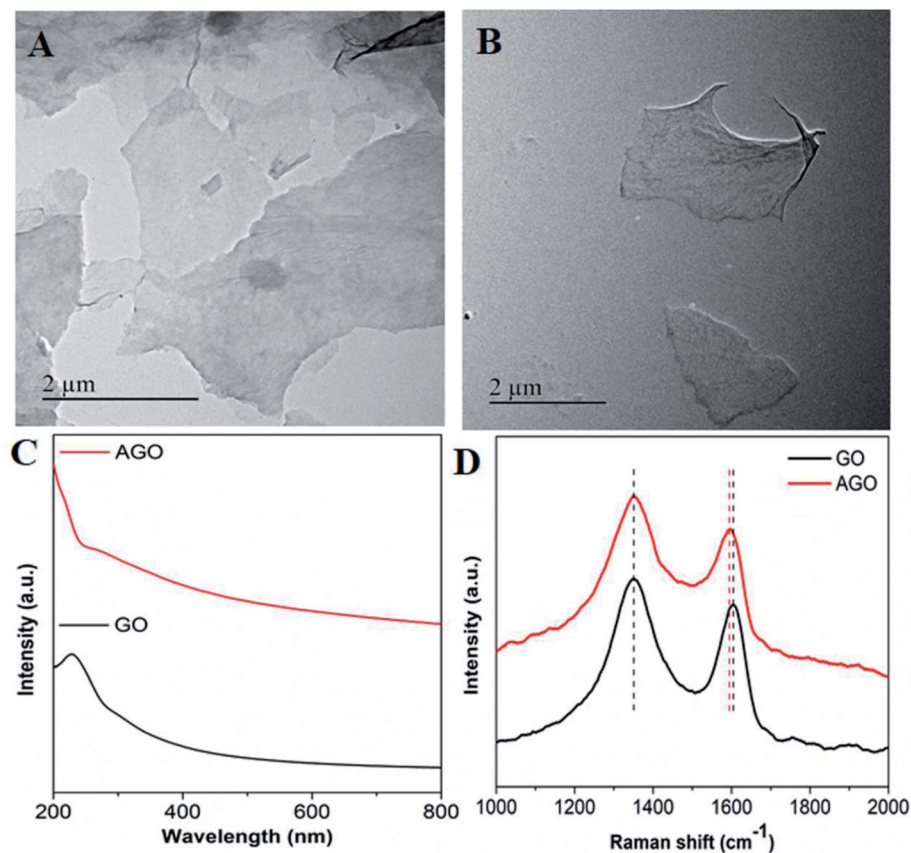 A
2 µm
B
2 µm
C
AGO
GO
Intensity (a.u.)
200 400 600 800
Wavelength (nm)
D
GO
AGO
Intensity (a.u.)
1000 1200 1400 1600 1800 2000
Raman shift (cm⁻¹)